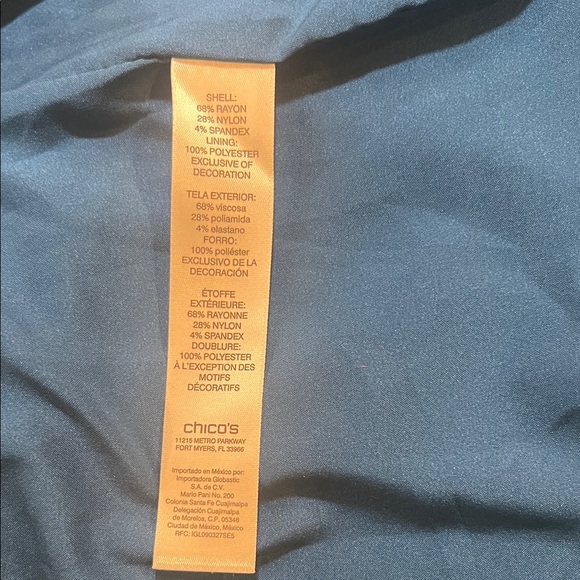 SHELL:
68% RAYON
28% NYLON
4% SPANDEX
LINING:
100% POLYESTER
EXCLUSIVE OF
DECORATION
TELA EXTERIOR:
68% viscosa
28% poliamida
4% elastano
FORRO:
100% poliéster
EXCLUSIVO DE LA
DECORACIÓN
ÉTOFFE
EXTÉRIEURE:
68% RAYONNE
28% NYLON
4% SPANDEX
DOUBLURE:
100% POLYESTER
À L'EXCEPTION DES
MOTIFS
DÉCORATIFS
chico's
11215 METRO PARKWAY
FORT MYERS, FL 33966
Importado en México por:
Importadora Globastic
S.A. de C.V.
Mario Pani No. 200
Colonia Santa Fe Cuajimalpa
Delegación Cuajimalpa
de Morelos, C.P. 05348
Ciudad de México, México
RFC: IGL090327SE5